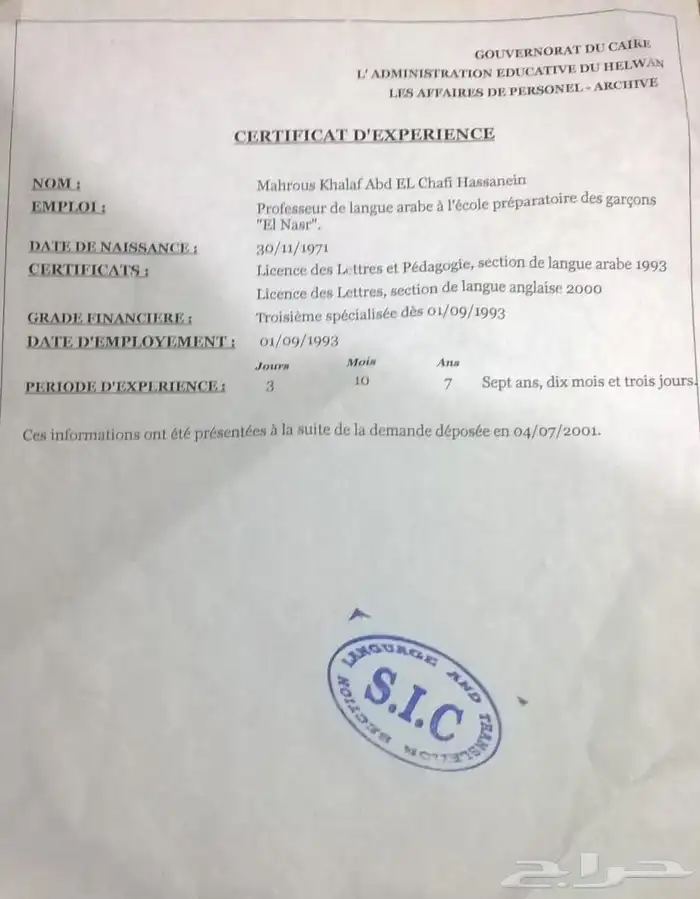 GOUVERNORAT DU CAIRE
L' ADMINISTRATION EDUCATIVE DU HELWAN
LES AFFAIRES DE PERSONEL - ARCHIVE
CERTIFICAT D'EXPERIENCE
NOM : Mahrous Khalaf Abd EL Chafi Hassanein
EMPLOI : Professeur de langue arabe à l'école préparatoire des garçons
"El Nasr".
DATE DE NAISSANCE : 30/11/1971
CERTIFICATS : Licence des Lettres et Pédagogie, section de langue arabe 1993
Licence des Lettres, section de langue anglaise 2000
GRADE FINANCIERE : Troisième spécialisée dès 01/09/1993
DATE D'EMPLOYEMENT : 01/09/1993
Jours Mois Ans
PERIODE D'EXPERIENCE : 3 10 7 Sept ans, dix mois et trois jours.
Ces informations ont été présentées à la suite de la demande déposée en 04/07/2001.
LANGUAGE AND TRANSLETION SECTION
S.I.C
حراج